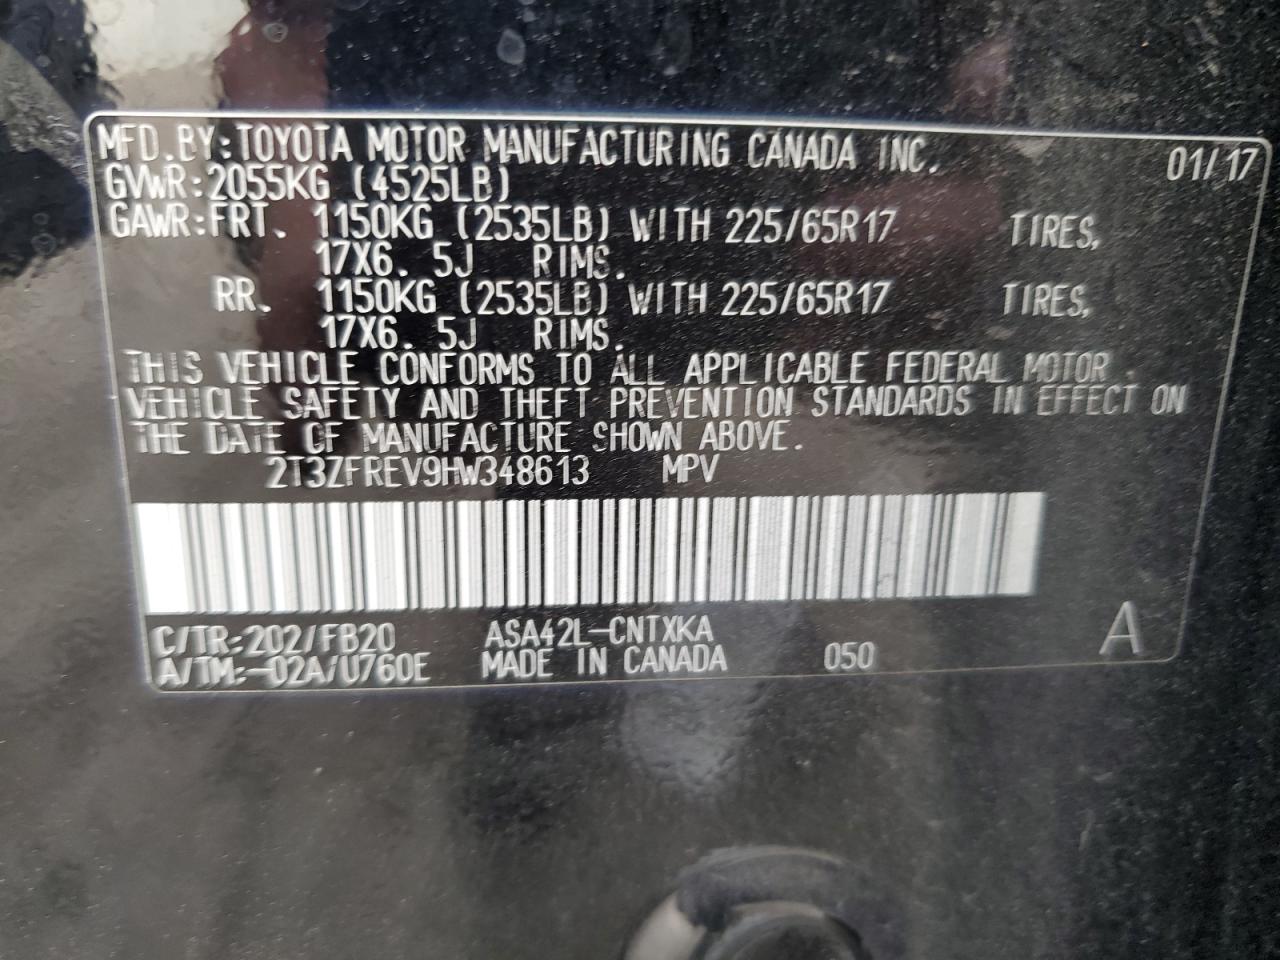 MFD.BY:TOYOTA MOTOR MANUFACTURING CANADA INC. 01/17
GVWR:2055KG (4525LB)
GAWR:FRT. 1150KG (2535LB) WITH 225/65R17 TIRES,
17X6. 5J RIMS.
RR. 1150KG (2535LB) WITH 225/65R17 TIRES,
17X6. 5J RIMS.
THIS VEHICLE CONFORMS TO ALL APPLICABLE FEDERAL MOTOR
VEHICLE SAFETY AND THEFT PREVENTION STANDARDS IN EFFECT ON
THE DATE OF MANUFACTURE SHOWN ABOVE.
2T3ZFREV9HW348613 MPV
C/TR:202/FB20 ASA42L-CNTXKA A
A/TM:-02A/U760E MADE IN CANADA 050